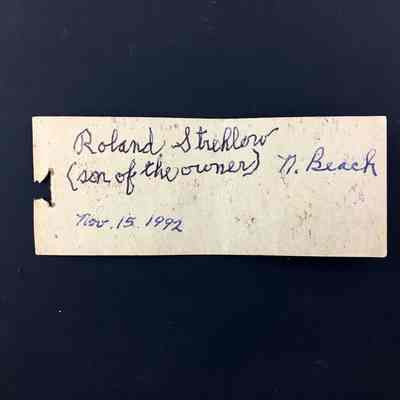 Roland Strehlow
(son of the owner) N. Beach
Nov. 15. 1992